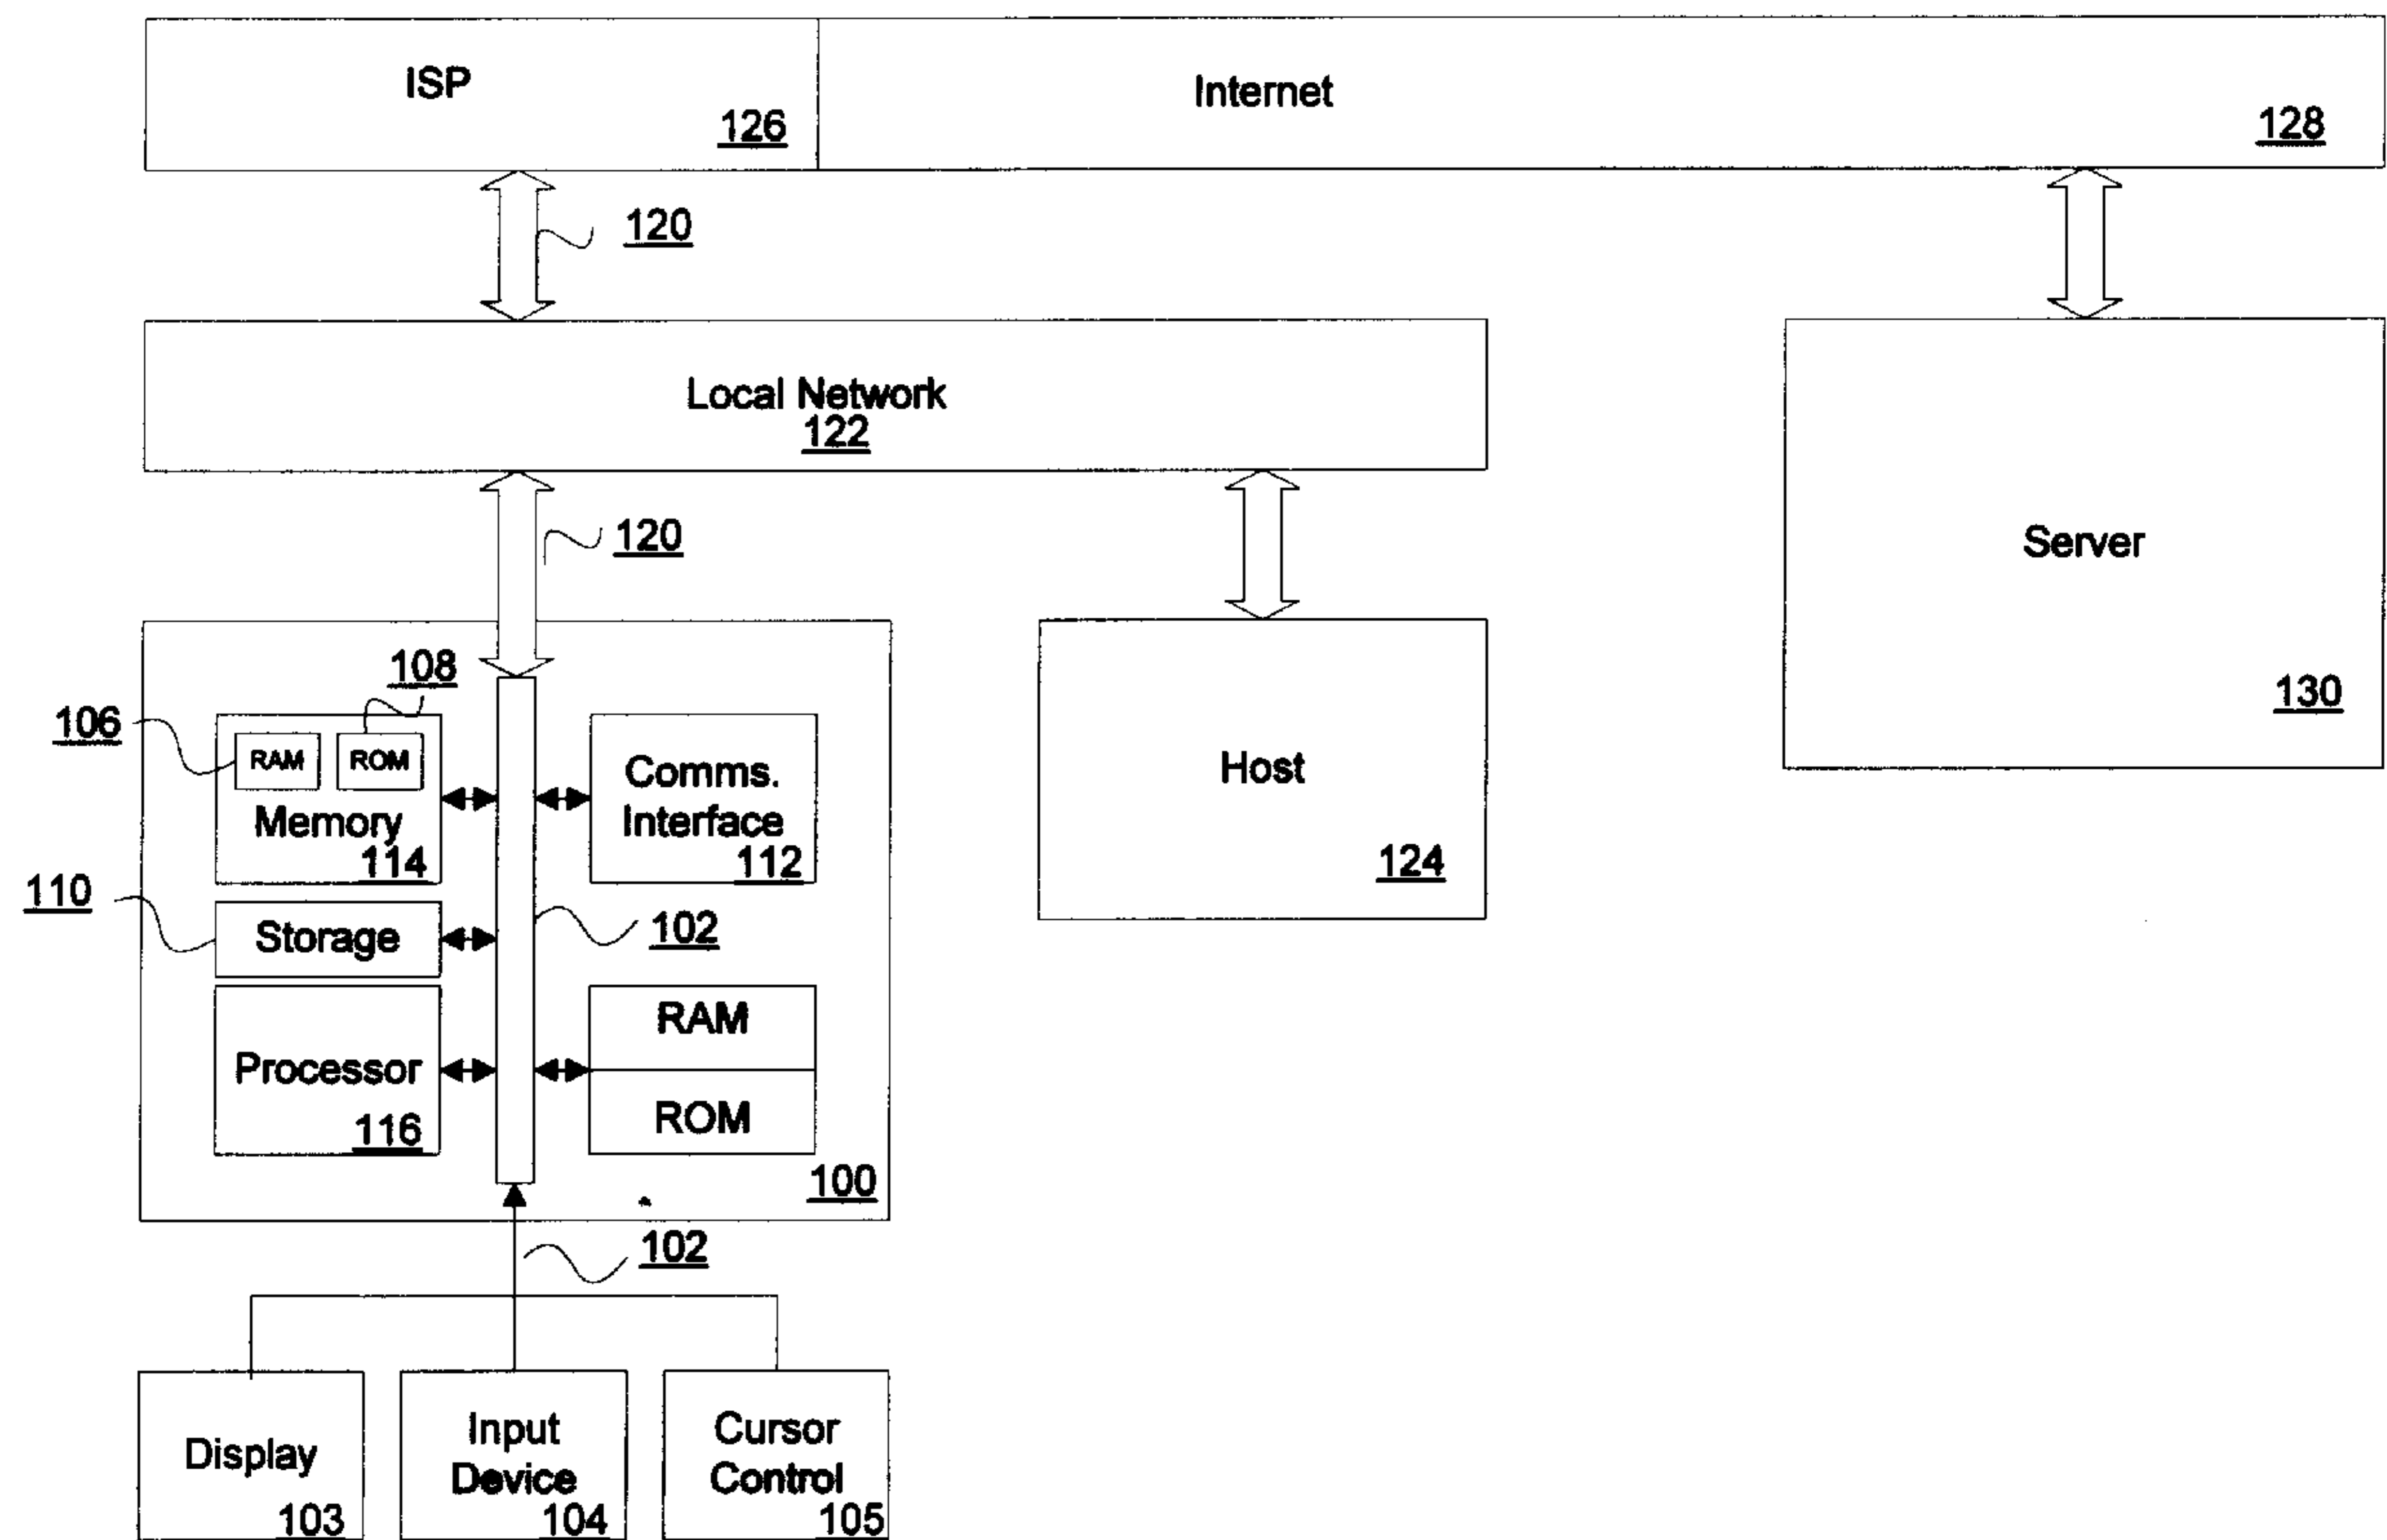 ISP
126
Internet
128
120
Local Network
122
120
Server
130
108
106
RAM
ROM
Memory
114
Comms.
Interface
112
Host
124
110
Storage
102
Processor
116
RAM
ROM
100
102
Display
103
Input
Device
104
Cursor
Control
105